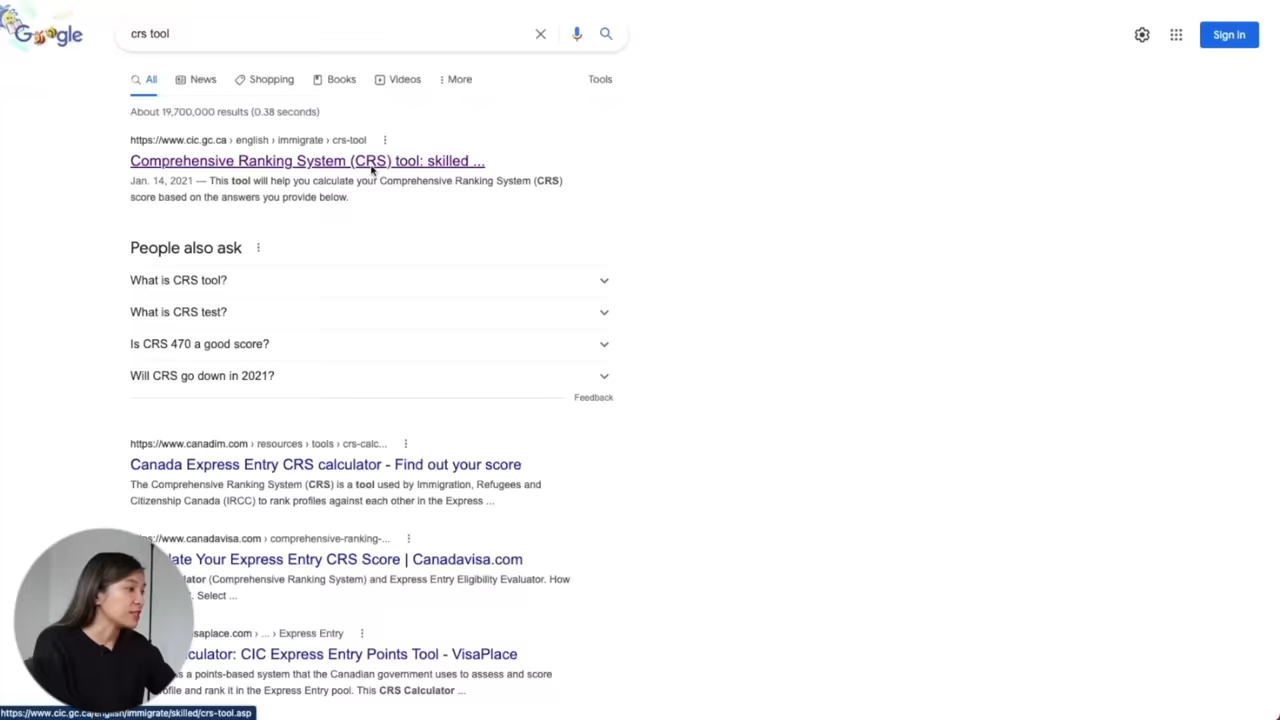 Google
crs tool
Sign in
All
News
Shopping
Books
Videos
More
Tools
About 19,700,000 results (0.38 seconds)
https://www.cic.gc.ca › english › immigrate › crs-tool
Comprehensive Ranking System (CRS) tool: skilled ...
Jan. 14, 2021 — This tool will help you calculate your Comprehensive Ranking System (CRS)
score based on the answers you provide below.
People also ask
What is CRS tool?
What is CRS test?
Is CRS 470 a good score?
Will CRS go down in 2021?
Feedback
https://www.canadim.com › resources › tools › crs-calc...
Canada Express Entry CRS calculator - Find out your score
The Comprehensive Ranking System (CRS) is a tool used by Immigration, Refugees and
Citizenship Canada (IRCC) to rank profiles against each other in the Express ...
www.canadavisa.com › comprehensive-ranking-...
ate Your Express Entry CRS Score | Canadavisa.com
ator (Comprehensive Ranking System) and Express Entry Eligibility Evaluator. How
. Select ...
saplace.com › ... › Express Entry
culator: CIC Express Entry Points Tool - VisaPlace
s a points-based system that the Canadian government uses to assess and score
ofile and rank it in the Express Entry pool. This CRS Calculator ...
https://www.cic.gc.ca/english/immigrate/skilled/crs-tool.asp